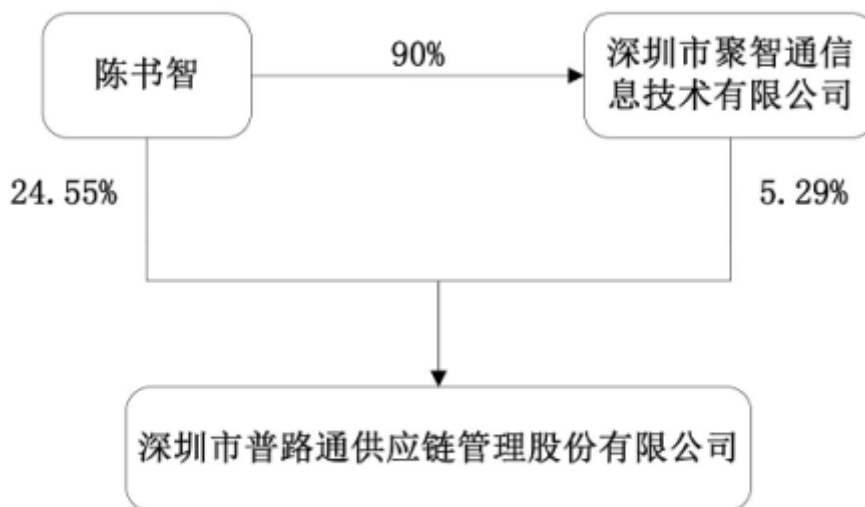 陈书智
90%
深圳市聚智通信
息技术有限公司
24.55%
5.29%
深圳市普路通供应链管理股份有限公司